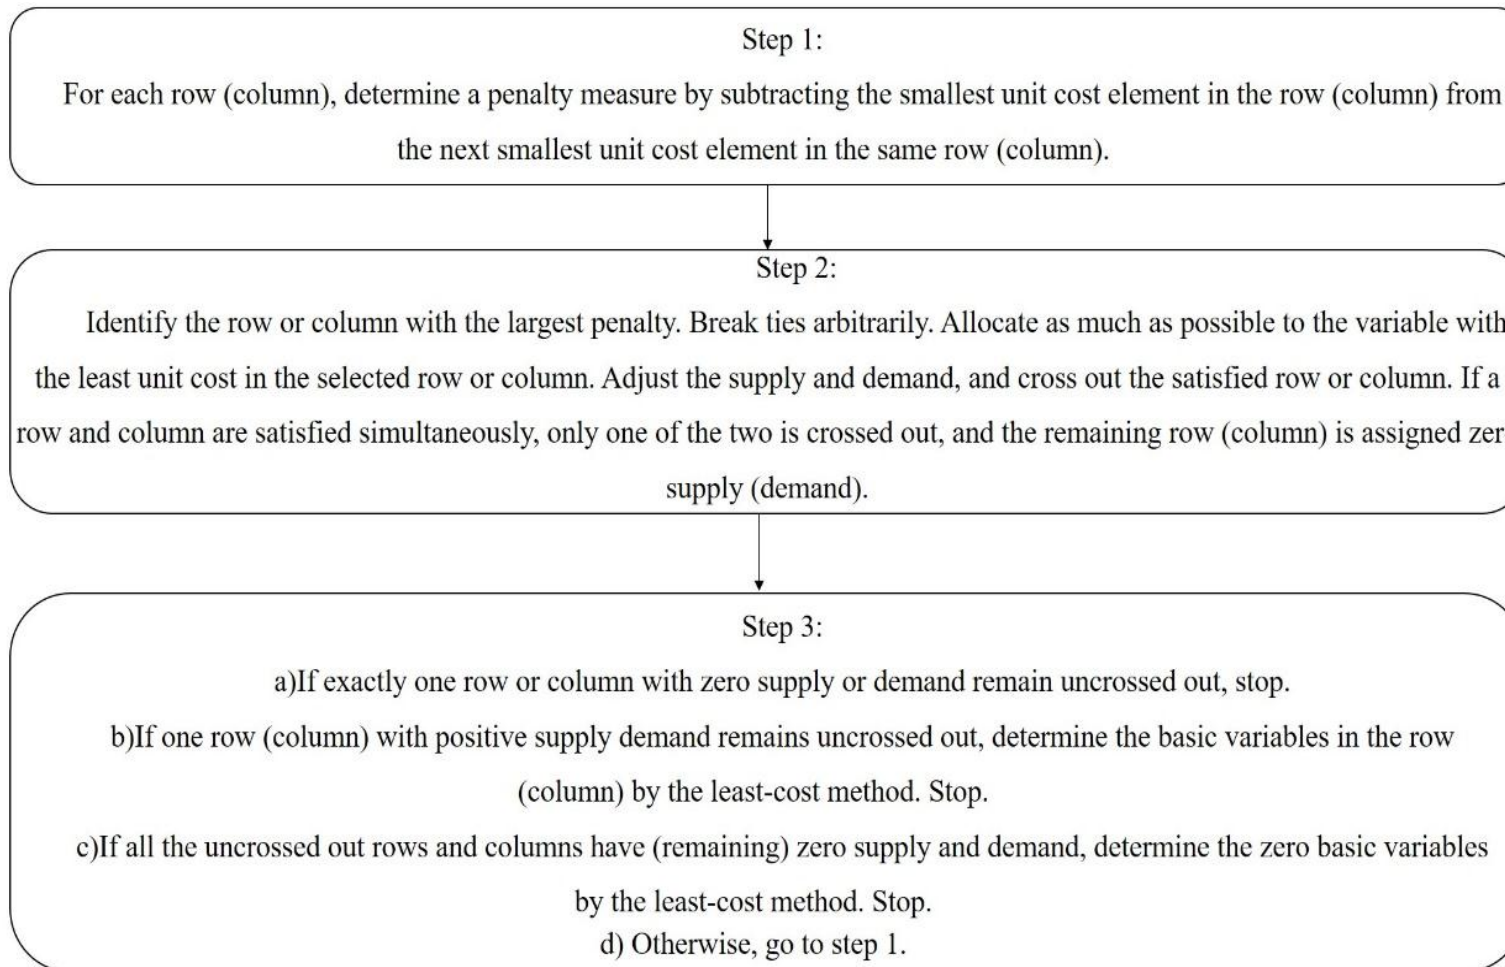 Step 1:
For each row (column), determine a penalty measure by subtracting the smallest unit cost element in the row (column) from
the next smallest unit cost element in the same row (column).
Step 2:
Identify the row or column with the largest penalty. Break ties arbitrarily. Allocate as much as possible to the variable with
the least unit cost in the selected row or column. Adjust the supply and demand, and cross out the satisfied row or column. If a
row and column are satisfied simultaneously, only one of the two is crossed out, and the remaining row (column) is assigned zer
supply (demand).
Step 3:
a)If exactly one row or column with zero supply or demand remain uncrossed out, stop.
b)If one row (column) with positive supply demand remains uncrossed out, determine the basic variables in the row
(column) by the least-cost method. Stop.
c)If all the uncrossed out rows and columns have (remaining) zero supply and demand, determine the zero basic variables
by the least-cost method. Stop.
d) Otherwise, go to step 1.